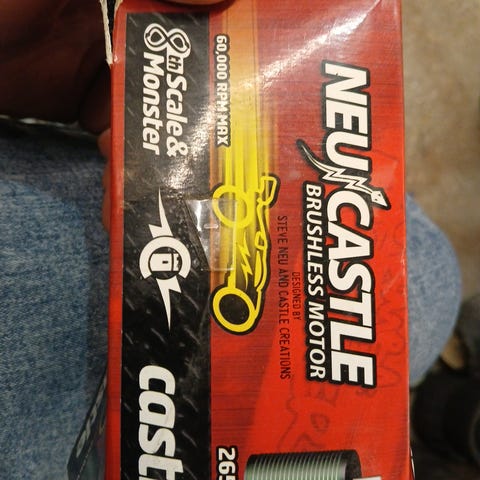 NEU CASTLE
BRUSHLESS MOTOR
DESIGNED BY
STEVE NEU AND CASTLE CREATIONS
60,000 RPM MAX
8th Scale &
Monster
cast
265